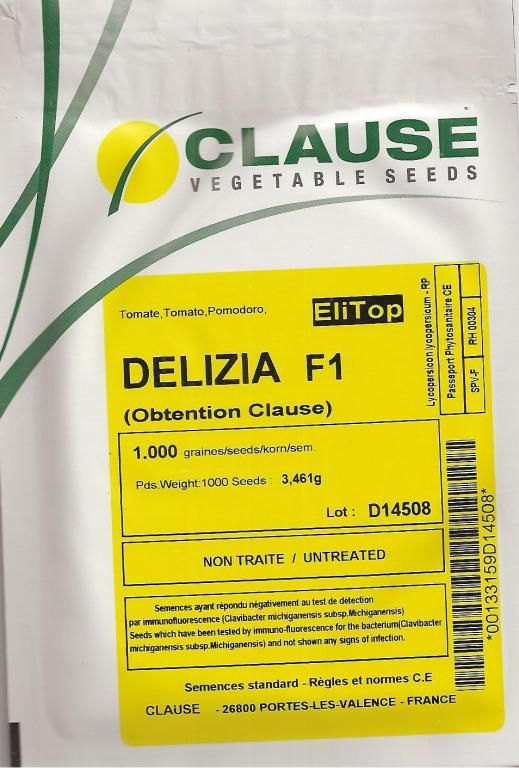 CLAUSE
VEGETABLE SEEDS
Tomate,Tomato,Pomodoro,
EliTop
DELIZIA F1
(Obtention Clause)
1.000 graines/seeds/korn/sem.
Pds.Weight:1000 Seeds : 3,461g
Lot : D14508
NON TRAITE / UNTREATED
Semences ayant répondu négativement au test de détection
par immunofluorescence (Clavibacter michiganensis subsp.Michiganensis)
Seeds which have been tested by immuno-fluorescence for the bacterium(Clavibacter
michiganensis subsp.Michiganensis) and not shown any signs of infection.
Semences standard - Règles et normes C.E
CLAUSE - 26800 PORTES-LES-VALENCE - FRANCE
Lycopersicon lycopersicum - RP
Passeport Phytosanitaire CE
SPV-F RH 00304
*00133159D14508*